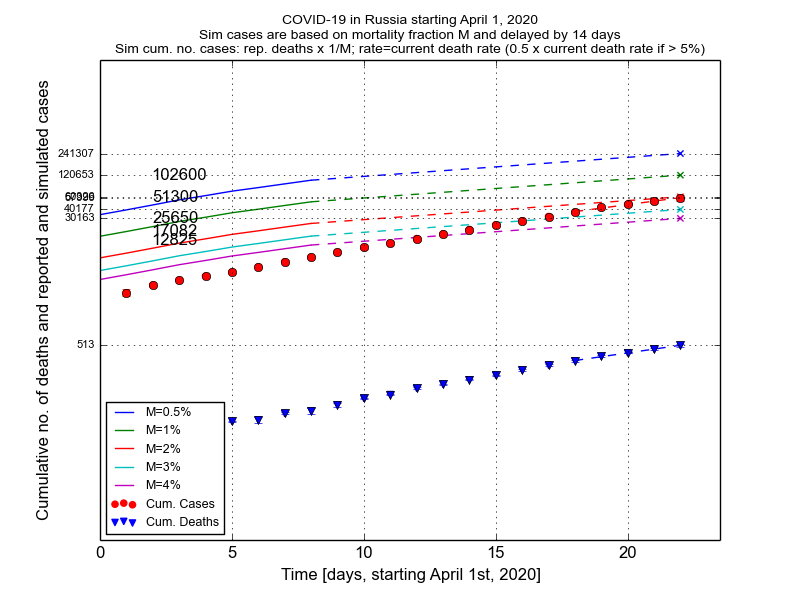 COVID-19 in Russia starting April 1, 2020
Sim cases are based on mortality fraction M and delayed by 14 days
Sim cum. no. cases: rep. deaths x 1/M; rate=current death rate (0.5 x current death rate if > 5%)
Cumulative no. of deaths and reported and simulated cases
241307
120653
40177
30163
513
102600
51300
25650
17082
12825
M=0.5%
M=1%
M=2%
M=3%
M=4%
Cum. Cases
Cum. Deaths
0 5 10 15 20
Time [days, starting April 1st, 2020]